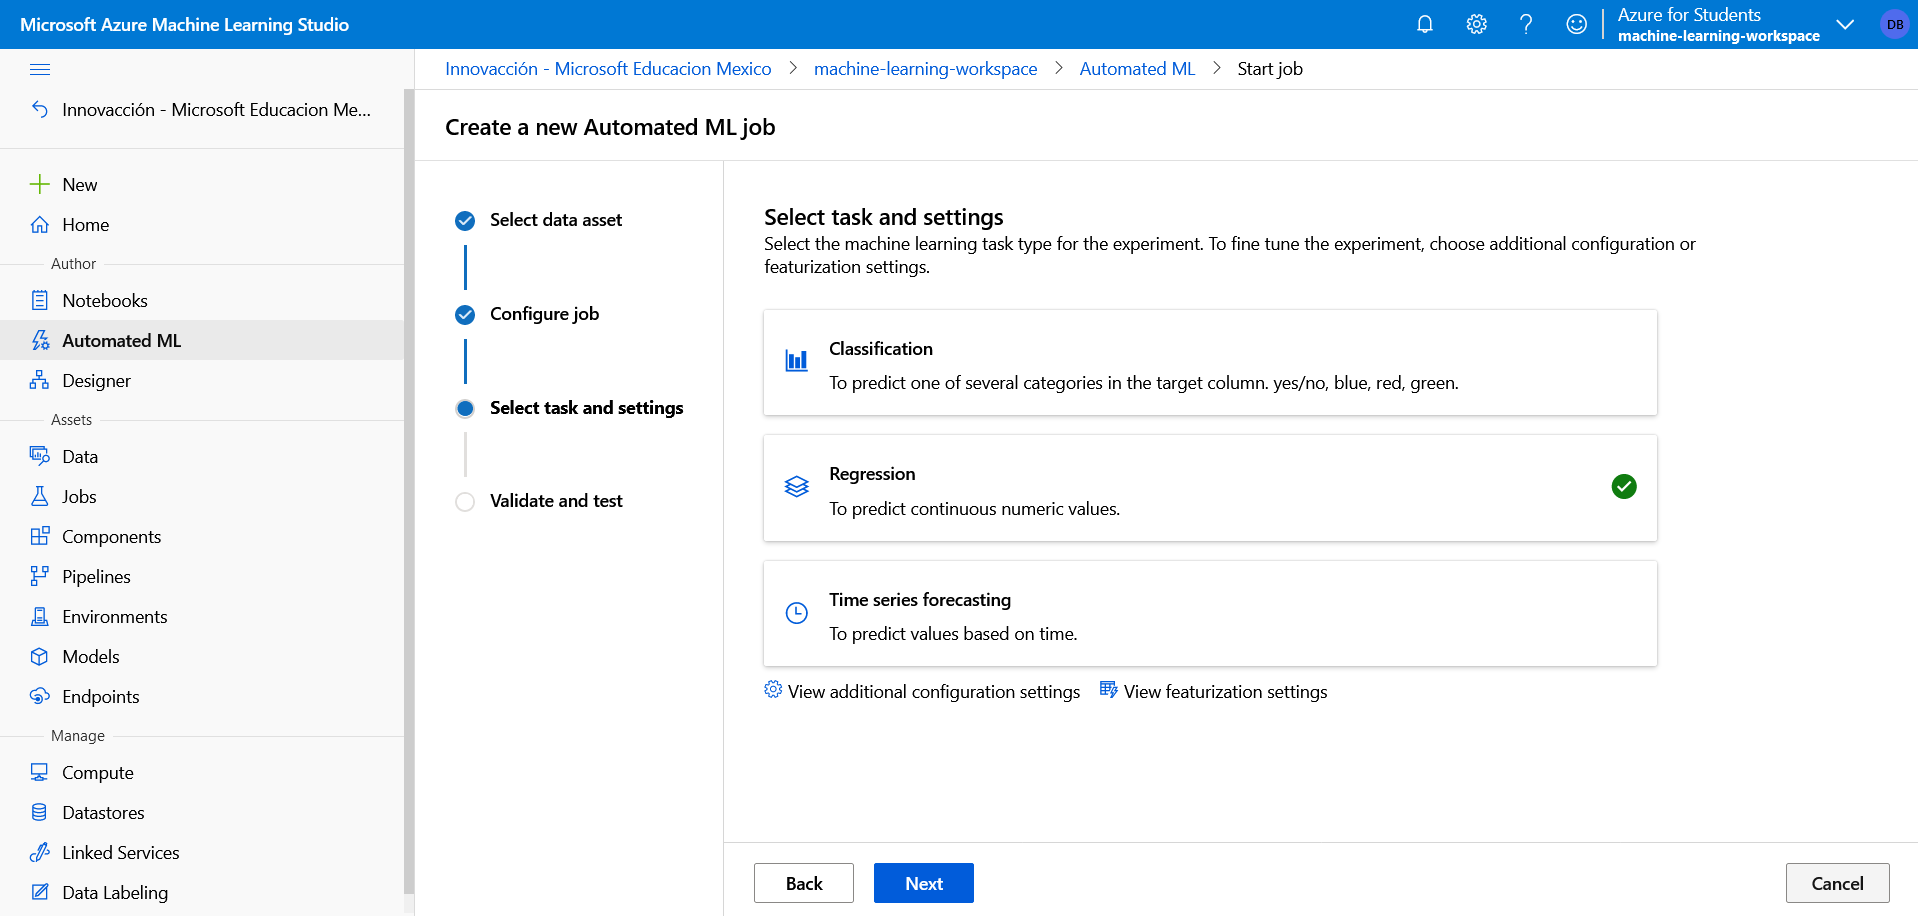 Microsoft Azure Machine Learning Studio
Azure for Students
machine-learning-workspace
DB
Innovacción - Microsoft Educacion Mexico > machine-learning-workspace > Automated ML > Start job
Innovacción - Microsoft Educacion Me...
New
Home
Author
Notebooks
Automated ML
Designer
Assets
Data
Jobs
Components
Pipelines
Environments
Models
Endpoints
Manage
Compute
Datastores
Linked Services
Data Labeling
Create a new Automated ML job
Select data asset
Configure job
Select task and settings
Validate and test
Select task and settings
Select the machine learning task type for the experiment. To fine tune the experiment, choose additional configuration or
featurization settings.
Classification
To predict one of several categories in the target column. yes/no, blue, red, green.
Regression
To predict continuous numeric values.
Time series forecasting
To predict values based on time.
View additional configuration settings View featurization settings
Back Next Cancel